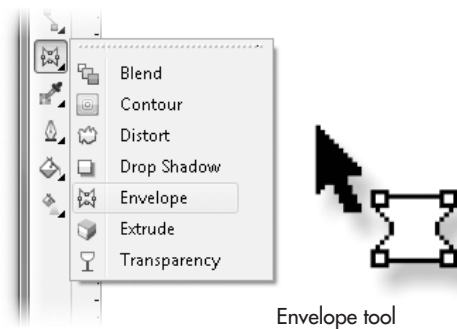 Blend
Contour
Distort
Drop Shadow
Envelope
Extrude
Transparency
Envelope tool